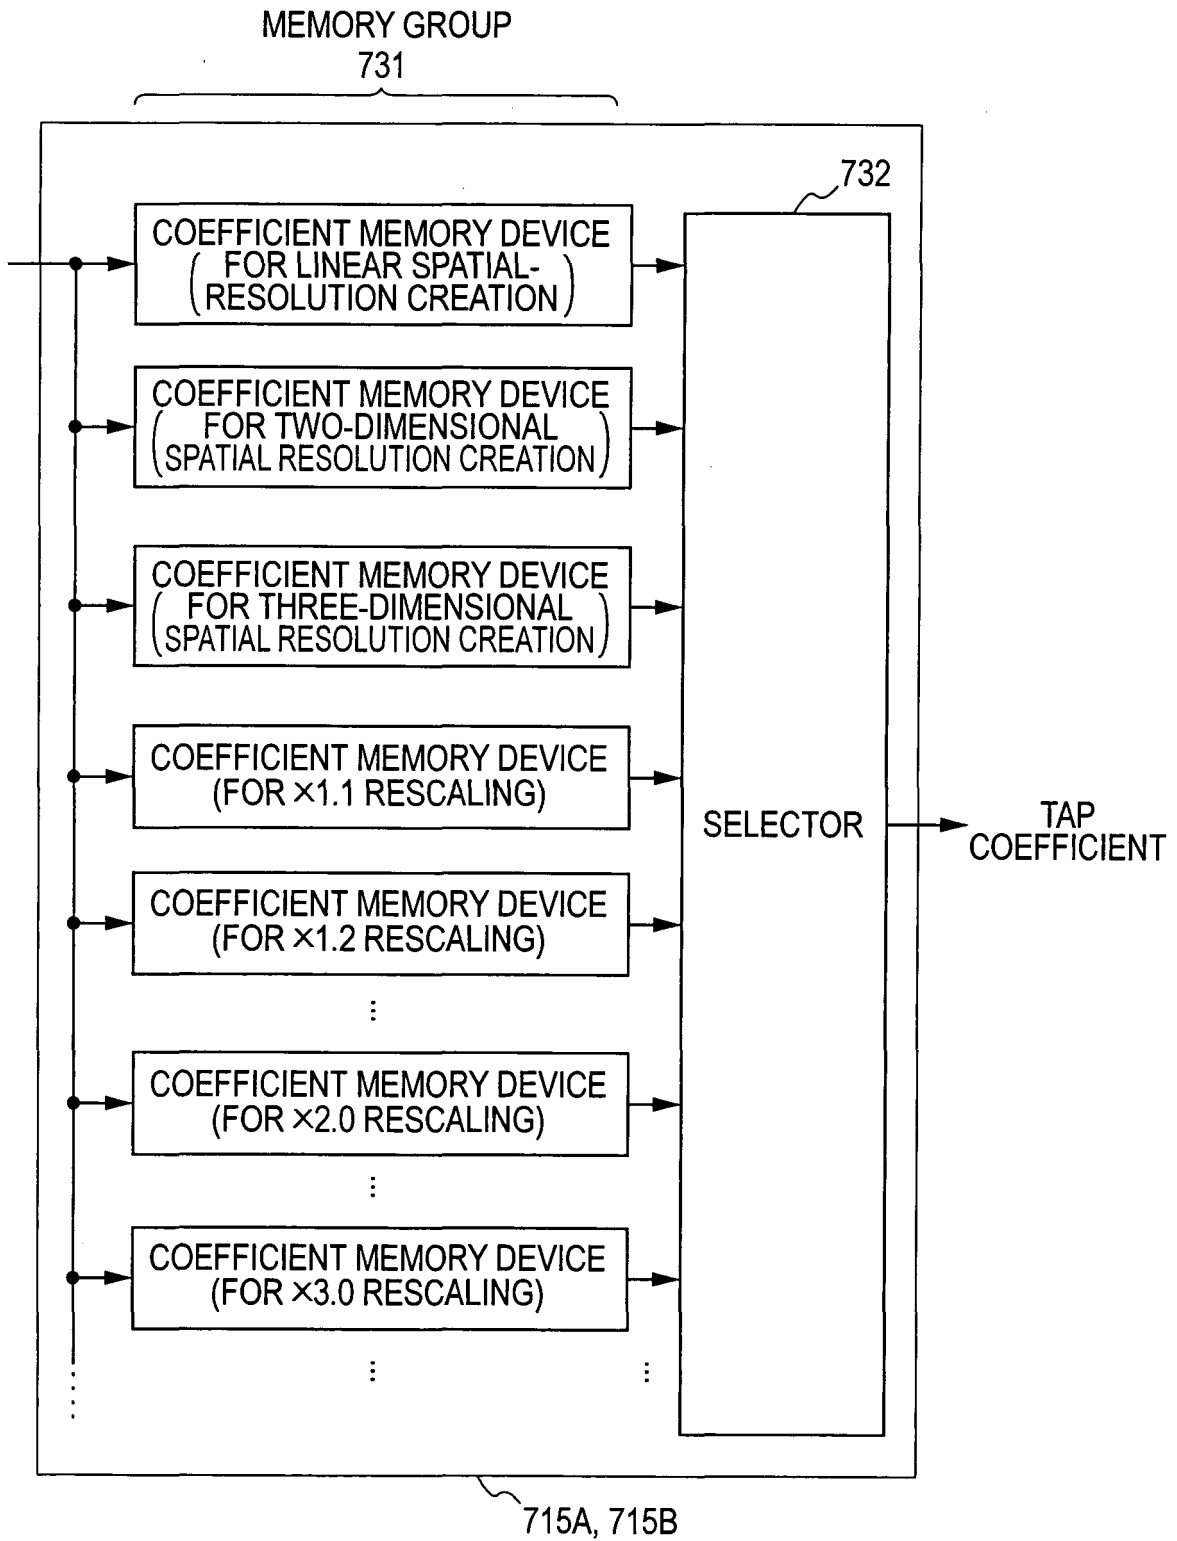 MEMORY GROUP
731
732
COEFFICIENT MEMORY DEVICE
(FOR LINEAR SPATIAL-
RESOLUTION CREATION)
COEFFICIENT MEMORY DEVICE
(FOR TWO-DIMENSIONAL
SPATIAL RESOLUTION CREATION)
COEFFICIENT MEMORY DEVICE
(FOR THREE-DIMENSIONAL
SPATIAL RESOLUTION CREATION)
COEFFICIENT MEMORY DEVICE
(FOR ×1.1 RESCALING)
COEFFICIENT MEMORY DEVICE
(FOR ×1.2 RESCALING)
COEFFICIENT MEMORY DEVICE
(FOR ×2.0 RESCALING)
COEFFICIENT MEMORY DEVICE
(FOR ×3.0 RESCALING)
SELECTOR
TAP
COEFFICIENT
715A, 715B